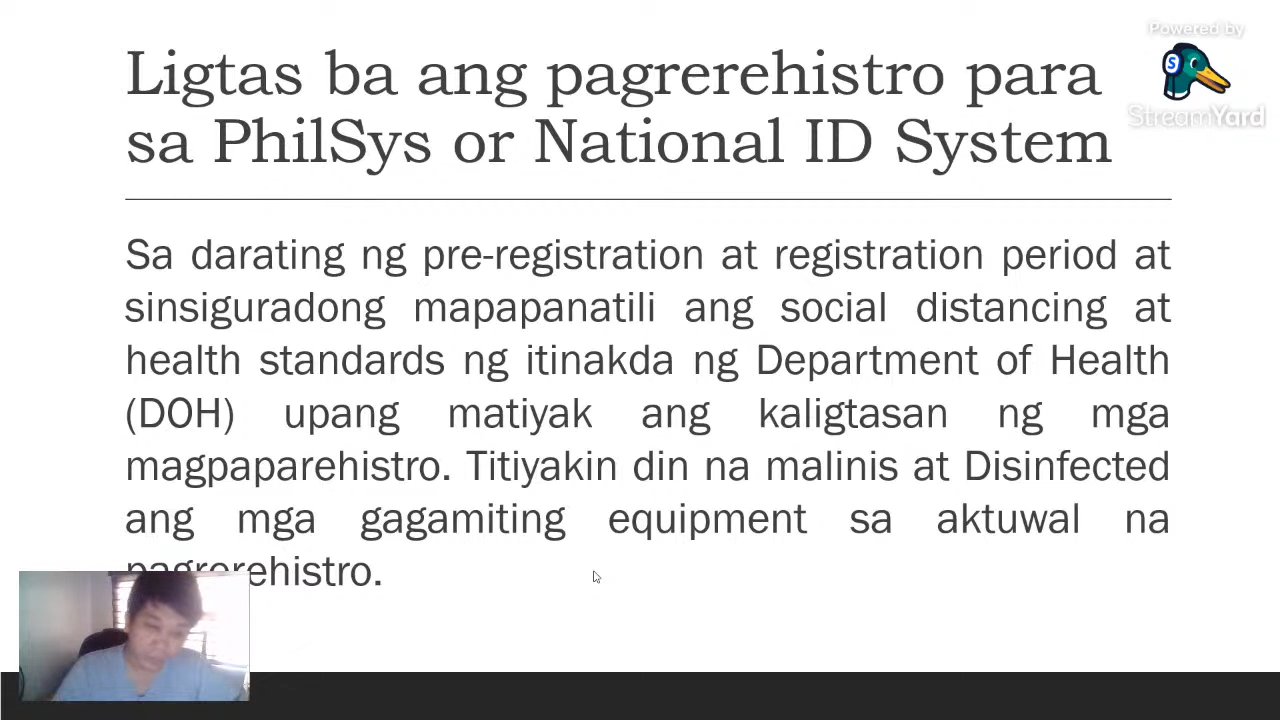 Powered by
StreamYard
Ligtas ba ang pagrerehistro para
sa PhilSys or National ID System
Sa darating ng pre-registration at registration period at
sinsiguradong mapapanatili ang social distancing at
health standards ng itinakda ng Department of Health
(DOH) upang matiyak ang kaligtasan ng mga
magpaparehistro. Titiyakin din na malinis at Disinfected
ang mga gagamiting equipment sa aktuwal na
pagrerehistro.